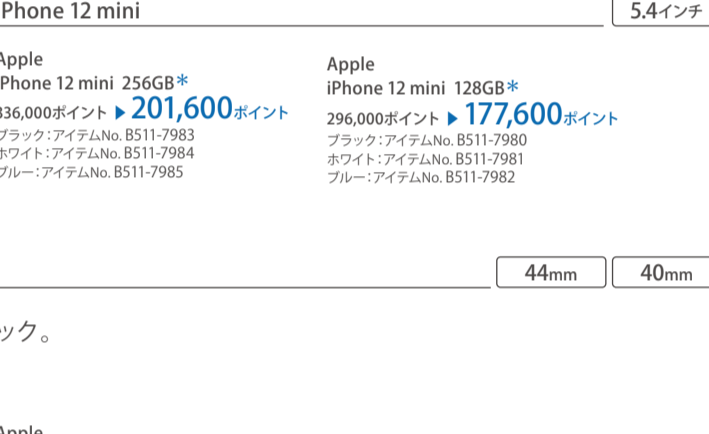 Phone 12 mini
5.4インチ
Apple
Phone 12 mini 256GB*
336,000ポイント ▶ 201,600ポイント
ブラック：アイテムNo. B511-7983
ホワイト：アイテムNo. B511-7984
ブルー：アイテムNo. B511-7985
Apple
iPhone 12 mini 128GB*
296,000ポイント ▶ 177,600ポイント
ブラック：アイテムNo. B511-7980
ホワイト：アイテムNo. B511-7981
ブルー：アイテムNo. B511-7982
44mm
40mm
ック。
Apple